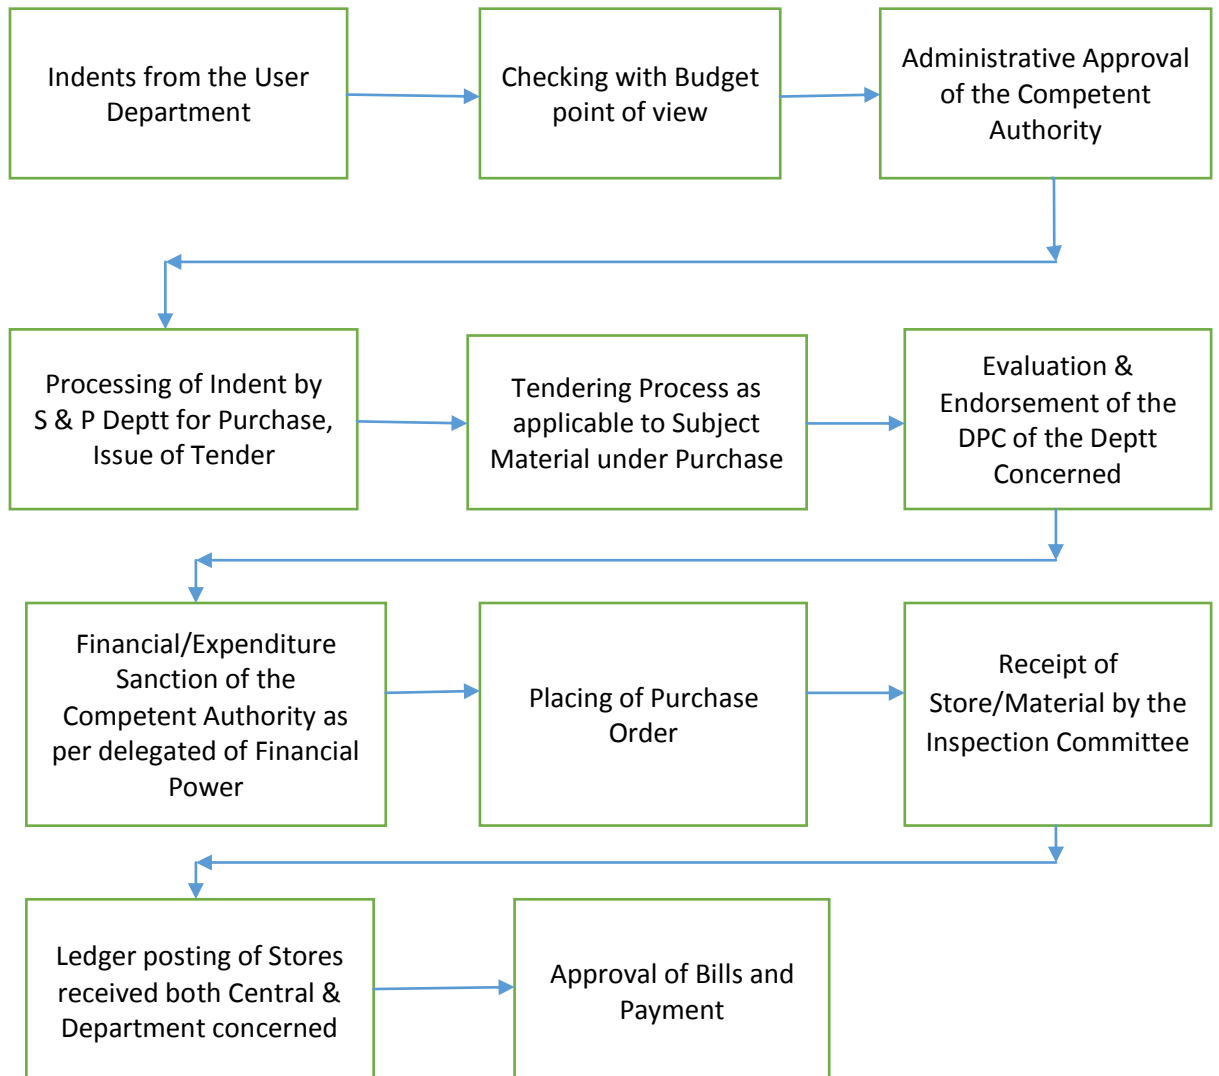 Indents from the User
Department
Checking with Budget
point of view
Administrative Approval
of the Competent
Authority
Processing of Indent by
S & P Deptt for Purchase,
Issue of Tender
Tendering Process as
applicable to Subject
Material under Purchase
Evaluation &
Endorsement of the
DPC of the Deptt
Concerned
Financial/Expenditure
Sanction of the
Competent Authority as
per delegated of Financial
Power
Placing of Purchase
Order
Receipt of
Store/Material by the
Inspection Committee
Ledger posting of Stores
received both Central &
Department concerned
Approval of Bills and
Payment